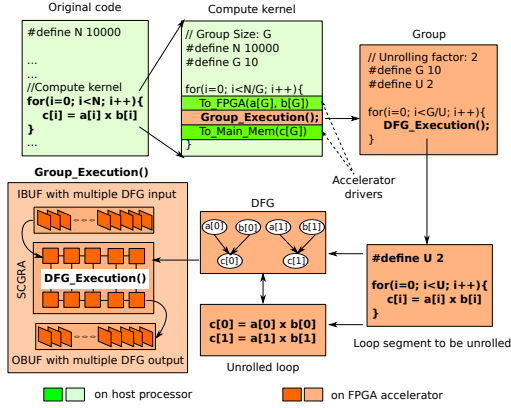 Original code
#define N 10000
...
...
//Compute kernel
for(i=0; i<N; i++){
c[i] = a[i] x b[i]
}
...
Compute kernel
// Group Size: G
#define N 10000
#define G 10
for(i=0; i<N/G; i++){
To_FPGA(a[G], b[G])
Group_Execution();
To_Main_Mem(c[G])
}
Group
// Unrolling factor: 2
#define G 10
#define U 2
for(i=0; i<G/U; i++){
DFG_Execution();
}
Accelerator
drivers
Group_Execution()
IBUF with multiple DFG input
SCGRA
DFG_Execution()
OBUF with multiple DFG output
DFG
a[0] b[0] a[1] b[1]
c[0] c[1]
c[0] = a[0] x b[0]
c[1] = a[1] x b[1]
Unrolled loop
#define U 2
for(i=0; i<U; i++){
c[i] = a[i] x b[i]
}
Loop segment to be unrolled
on host processor
on FPGA accelerator